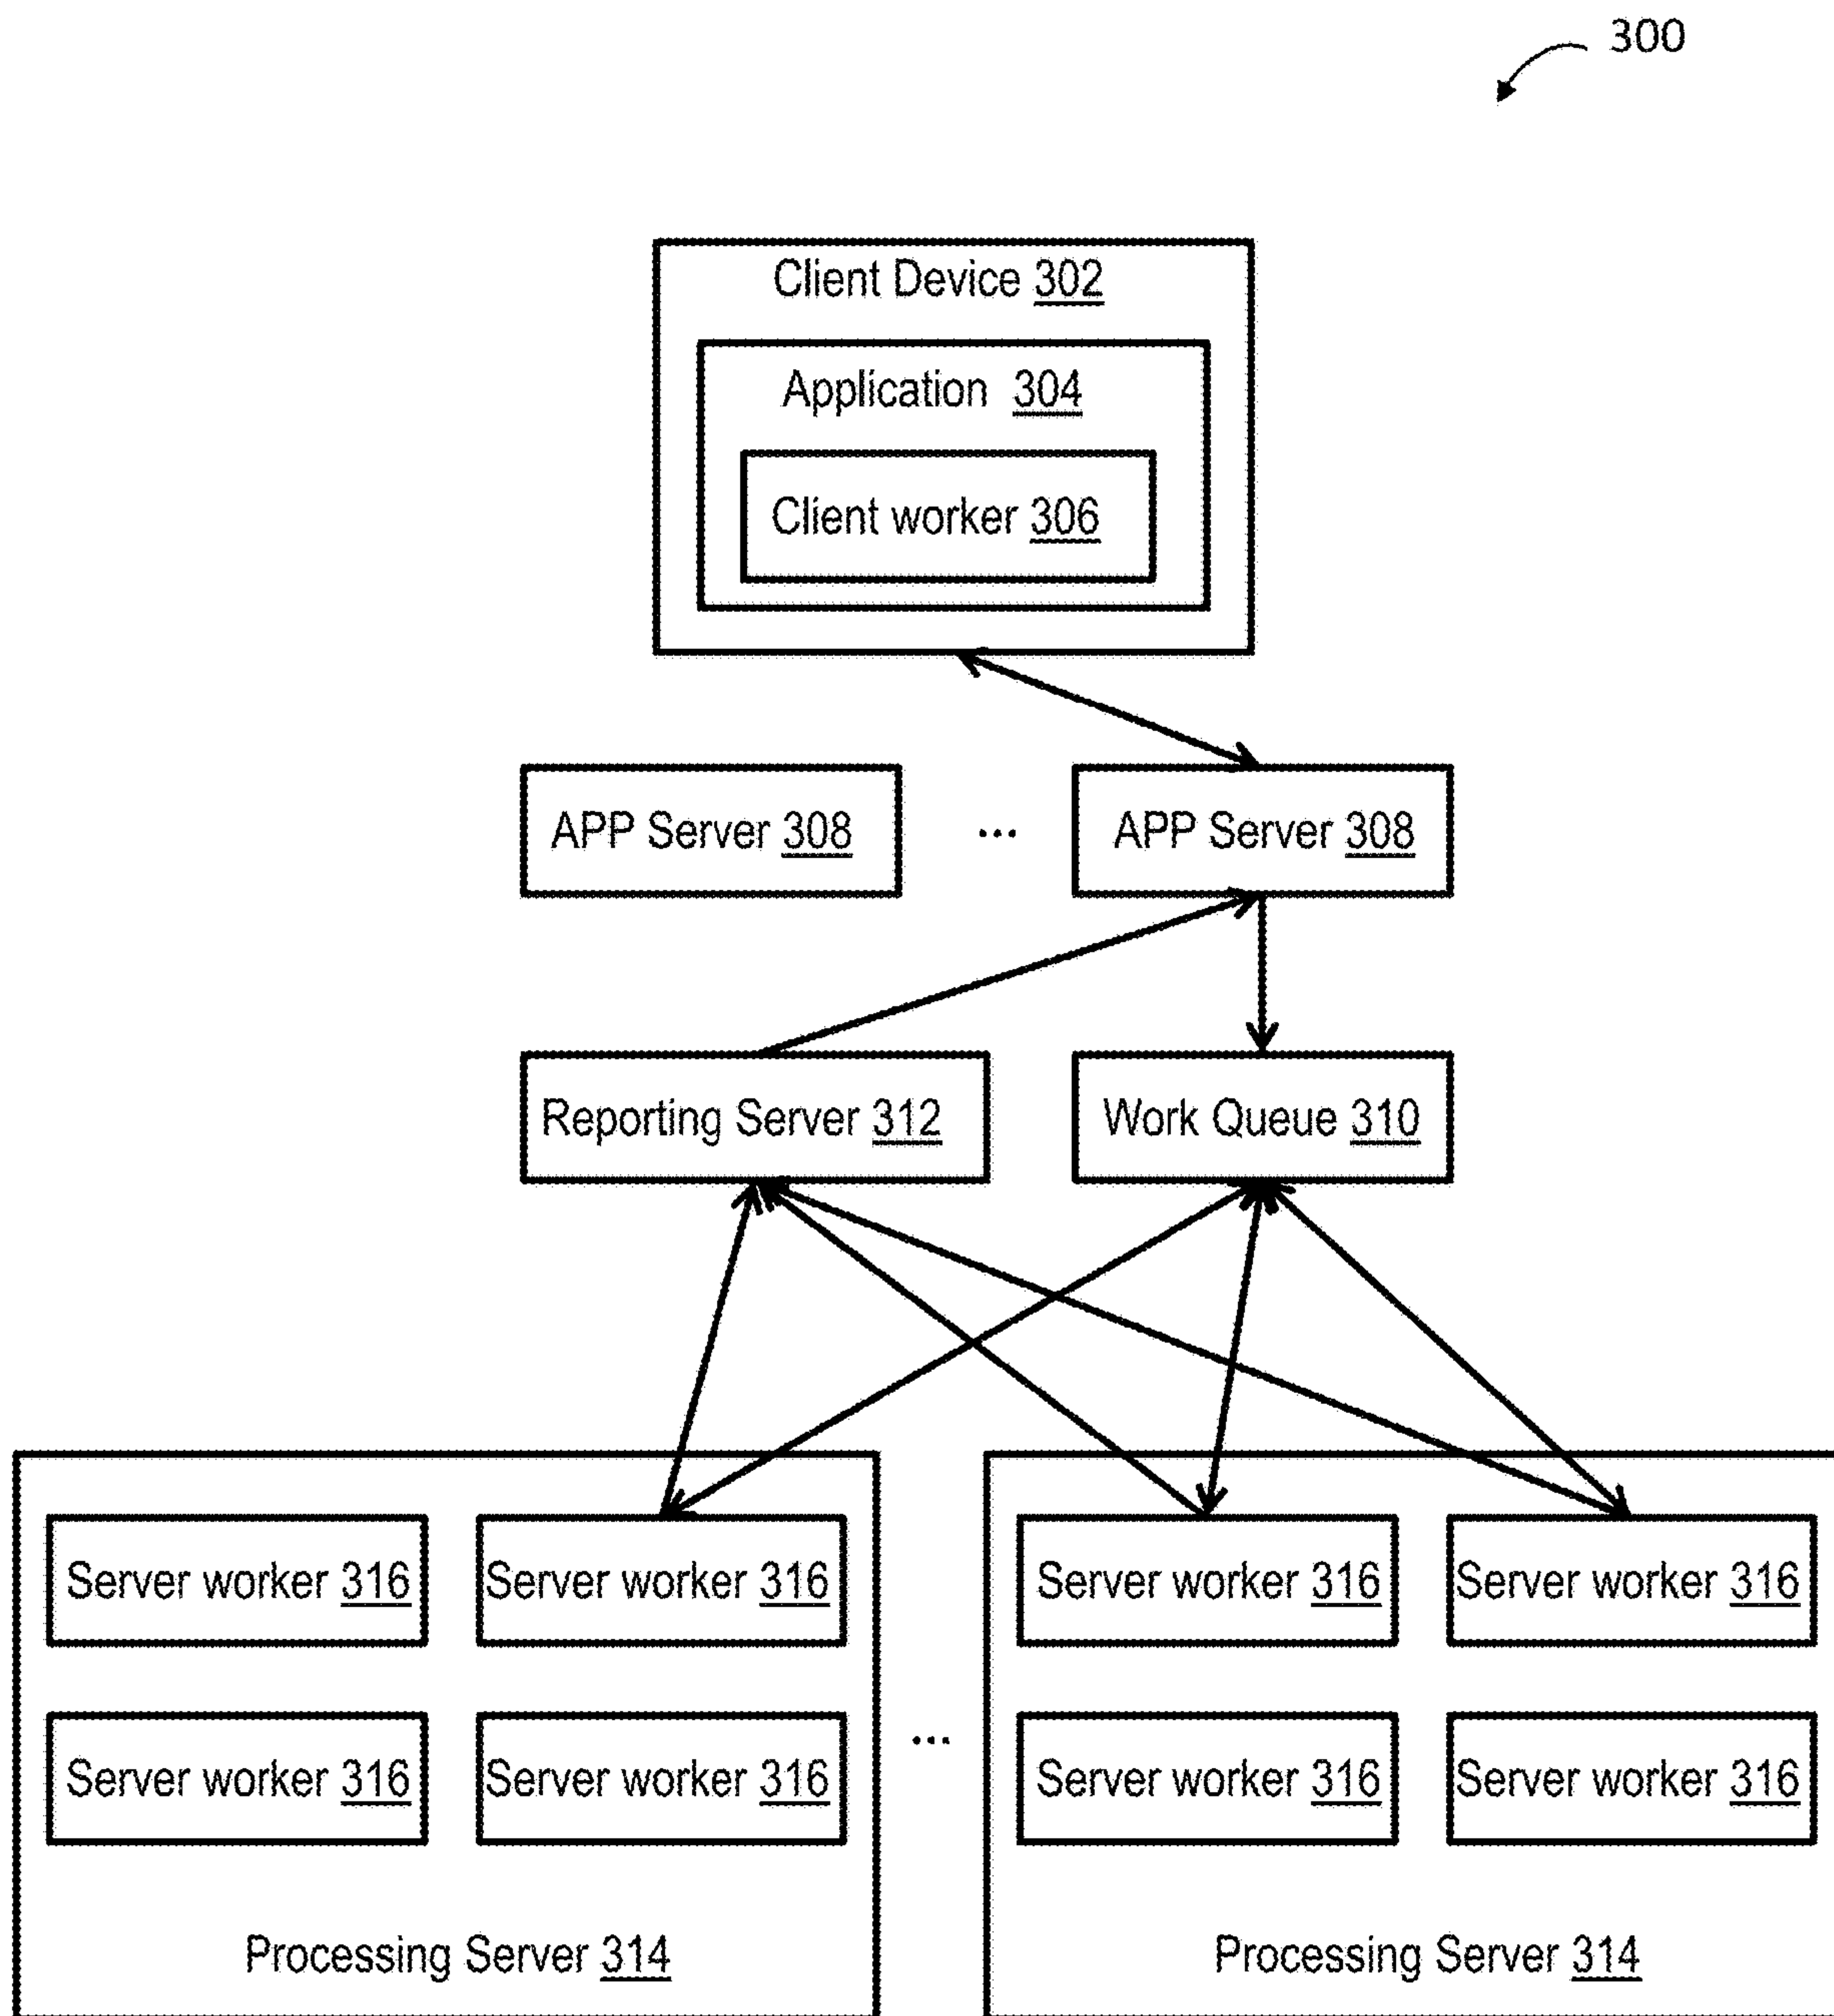 300
Client Device 302
Application 304
Client worker 306
APP Server 308 ... APP Server 308
Reporting Server 312 Work Queue 310
Server worker 316 Server worker 316 Server worker 316 Server worker 316
Server worker 316 Server worker 316 ... Server worker 316 Server worker 316
Processing Server 314 Processing Server 314